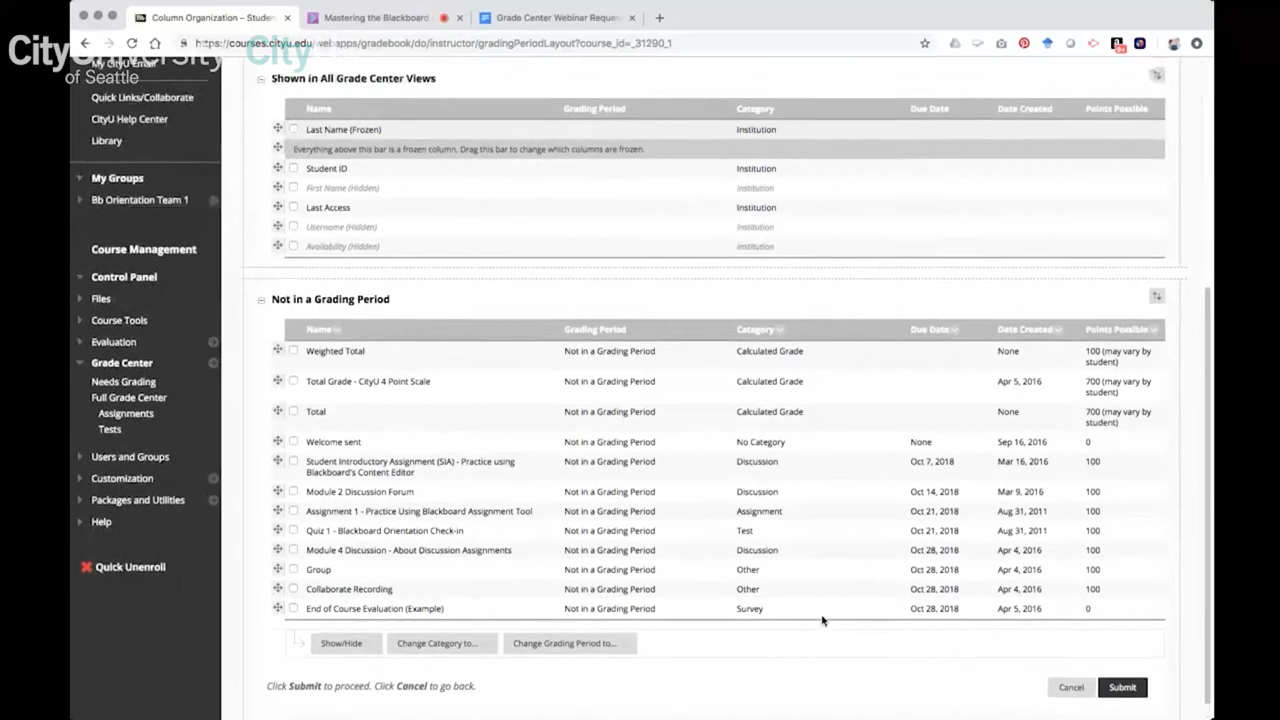 Column Organization – Studen
Mastering the Blackboard
Grade Center Webinar Reques
https://courses.cityu.edu/webapps/gradebook/do/instructor/gradingPeriodLayout?course_id=_31290_1
City University
of Seattle
CityU
My CityU Email
Quick Links/Collaborate
CityU Help Center
Library
My Groups
Bb Orientation Team 1
Course Management
Control Panel
Files
Course Tools
Evaluation
Grade Center
Needs Grading
Full Grade Center
Assignments
Tests
Users and Groups
Customization
Packages and Utilities
Help
Quick Unenroll
Shown in All Grade Center Views
Name Grading Period Category Due Date Date Created Points Possible
Last Name (Frozen) Institution
Everything above this bar is a frozen column. Drag this bar to change which columns are frozen.
Student ID Institution
First Name (Hidden) Institution
Last Access Institution
Username (Hidden) Institution
Availability (Hidden) Institution
Not in a Grading Period
Name Grading Period Category Due Date Date Created Points Possible
Weighted Total Not in a Grading Period Calculated Grade None 100 (may vary by
student)
Total Grade - CityU 4 Point Scale Not in a Grading Period Calculated Grade Apr 5, 2016 700 (may vary by
student)
Total Not in a Grading Period Calculated Grade None 700 (may vary by
student)
Welcome sent Not in a Grading Period No Category None Sep 16, 2016 0
Student Introductory Assignment (SIA) - Practice using Not in a Grading Period Discussion Oct 7, 2018 Mar 16, 2016 100
Blackboard's Content Editor
Module 2 Discussion Forum Not in a Grading Period Discussion Oct 14, 2018 Mar 9, 2016 100
Assignment 1 - Practice Using Blackboard Assignment Tool Not in a Grading Period Assignment Oct 21, 2018 Aug 31, 2011 100
Quiz 1 - Blackboard Orientation Check-in Not in a Grading Period Test Oct 21, 2018 Aug 31, 2011 100
Module 4 Discussion - About Discussion Assignments Not in a Grading Period Discussion Oct 28, 2018 Apr 4, 2016 100
Group Not in a Grading Period Other Oct 28, 2018 Apr 4, 2016 100
Collaborate Recording Not in a Grading Period Other Oct 28, 2018 Apr 4, 2016 100
End of Course Evaluation (Example) Not in a Grading Period Survey Oct 28, 2018 Apr 5, 2016 0
Show/Hide Change Category to... Change Grading Period to...
Click Submit to proceed. Click Cancel to go back.
Cancel Submit